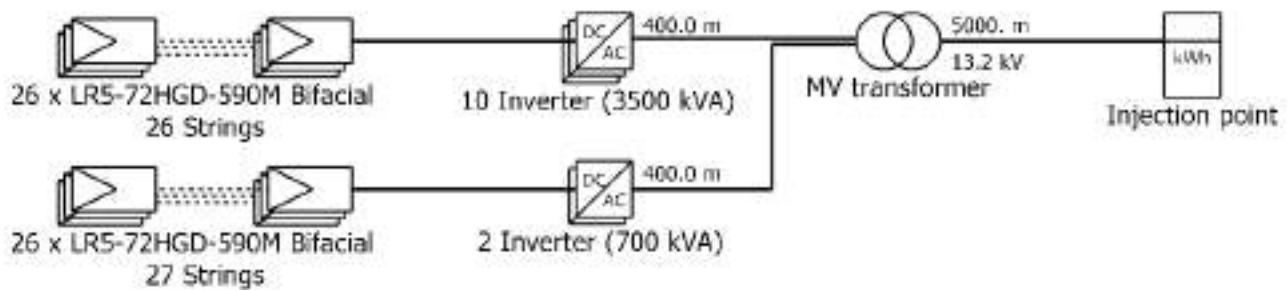 DC
AC
400.0 m
5000. m
13.2 kV
kWh
MV transformer
Injection point
26 x LR5-72HGD-590M Bifacial
26 Strings
10 Inverter (3500 kVA)
DC
AC
400.0 m
26 x LR5-72HGD-590M Bifacial
27 Strings
2 Inverter (700 kVA)